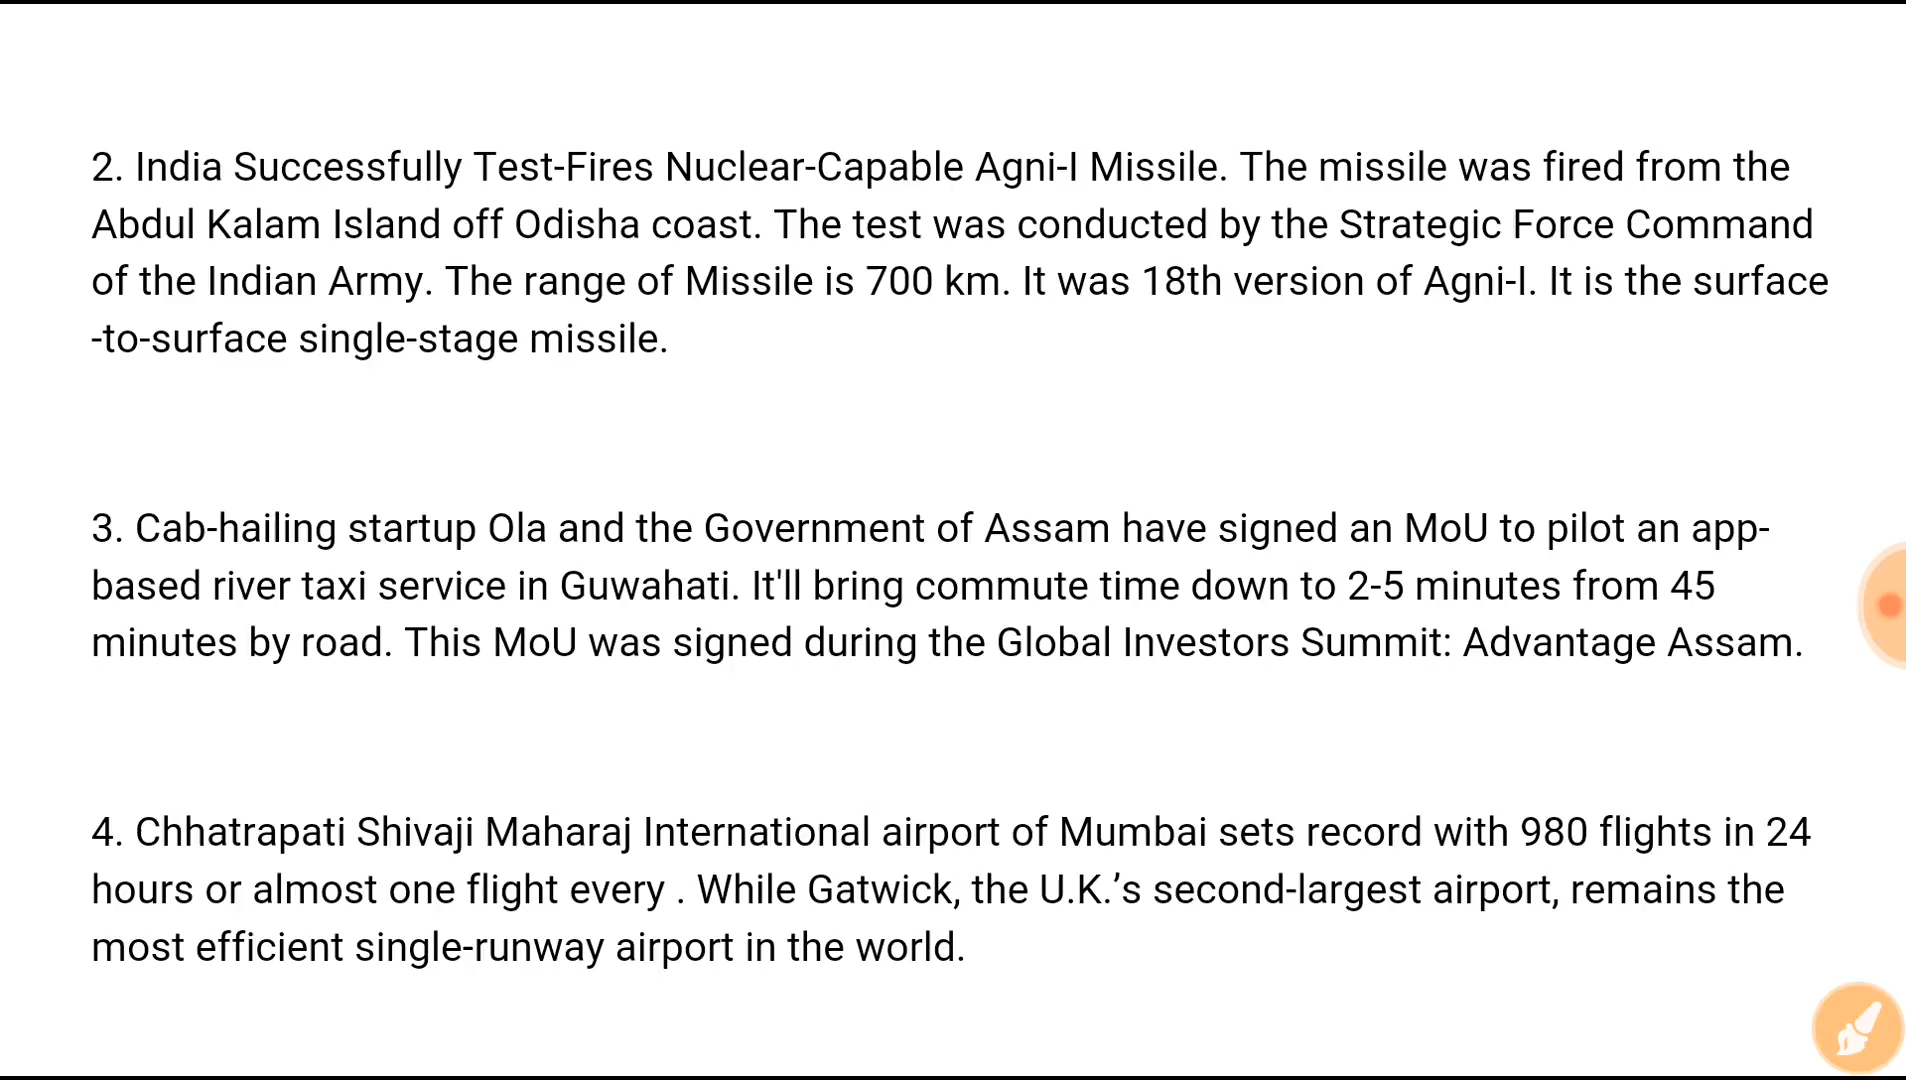 2. India Successfully Test-Fires Nuclear-Capable Agni-I Missile. The missile was fired from the
Abdul Kalam Island off Odisha coast. The test was conducted by the Strategic Force Command
of the Indian Army. The range of Missile is 700 km. It was 18th version of Agni-I. It is the surface
-to-surface single-stage missile.
3. Cab-hailing startup Ola and the Government of Assam have signed an MoU to pilot an app-
based river taxi service in Guwahati. It'll bring commute time down to 2-5 minutes from 45
minutes by road. This MoU was signed during the Global Investors Summit: Advantage Assam.
4. Chhatrapati Shivaji Maharaj International airport of Mumbai sets record with 980 flights in 24
hours or almost one flight every . While Gatwick, the U.K.’s second-largest airport, remains the
most efficient single-runway airport in the world.